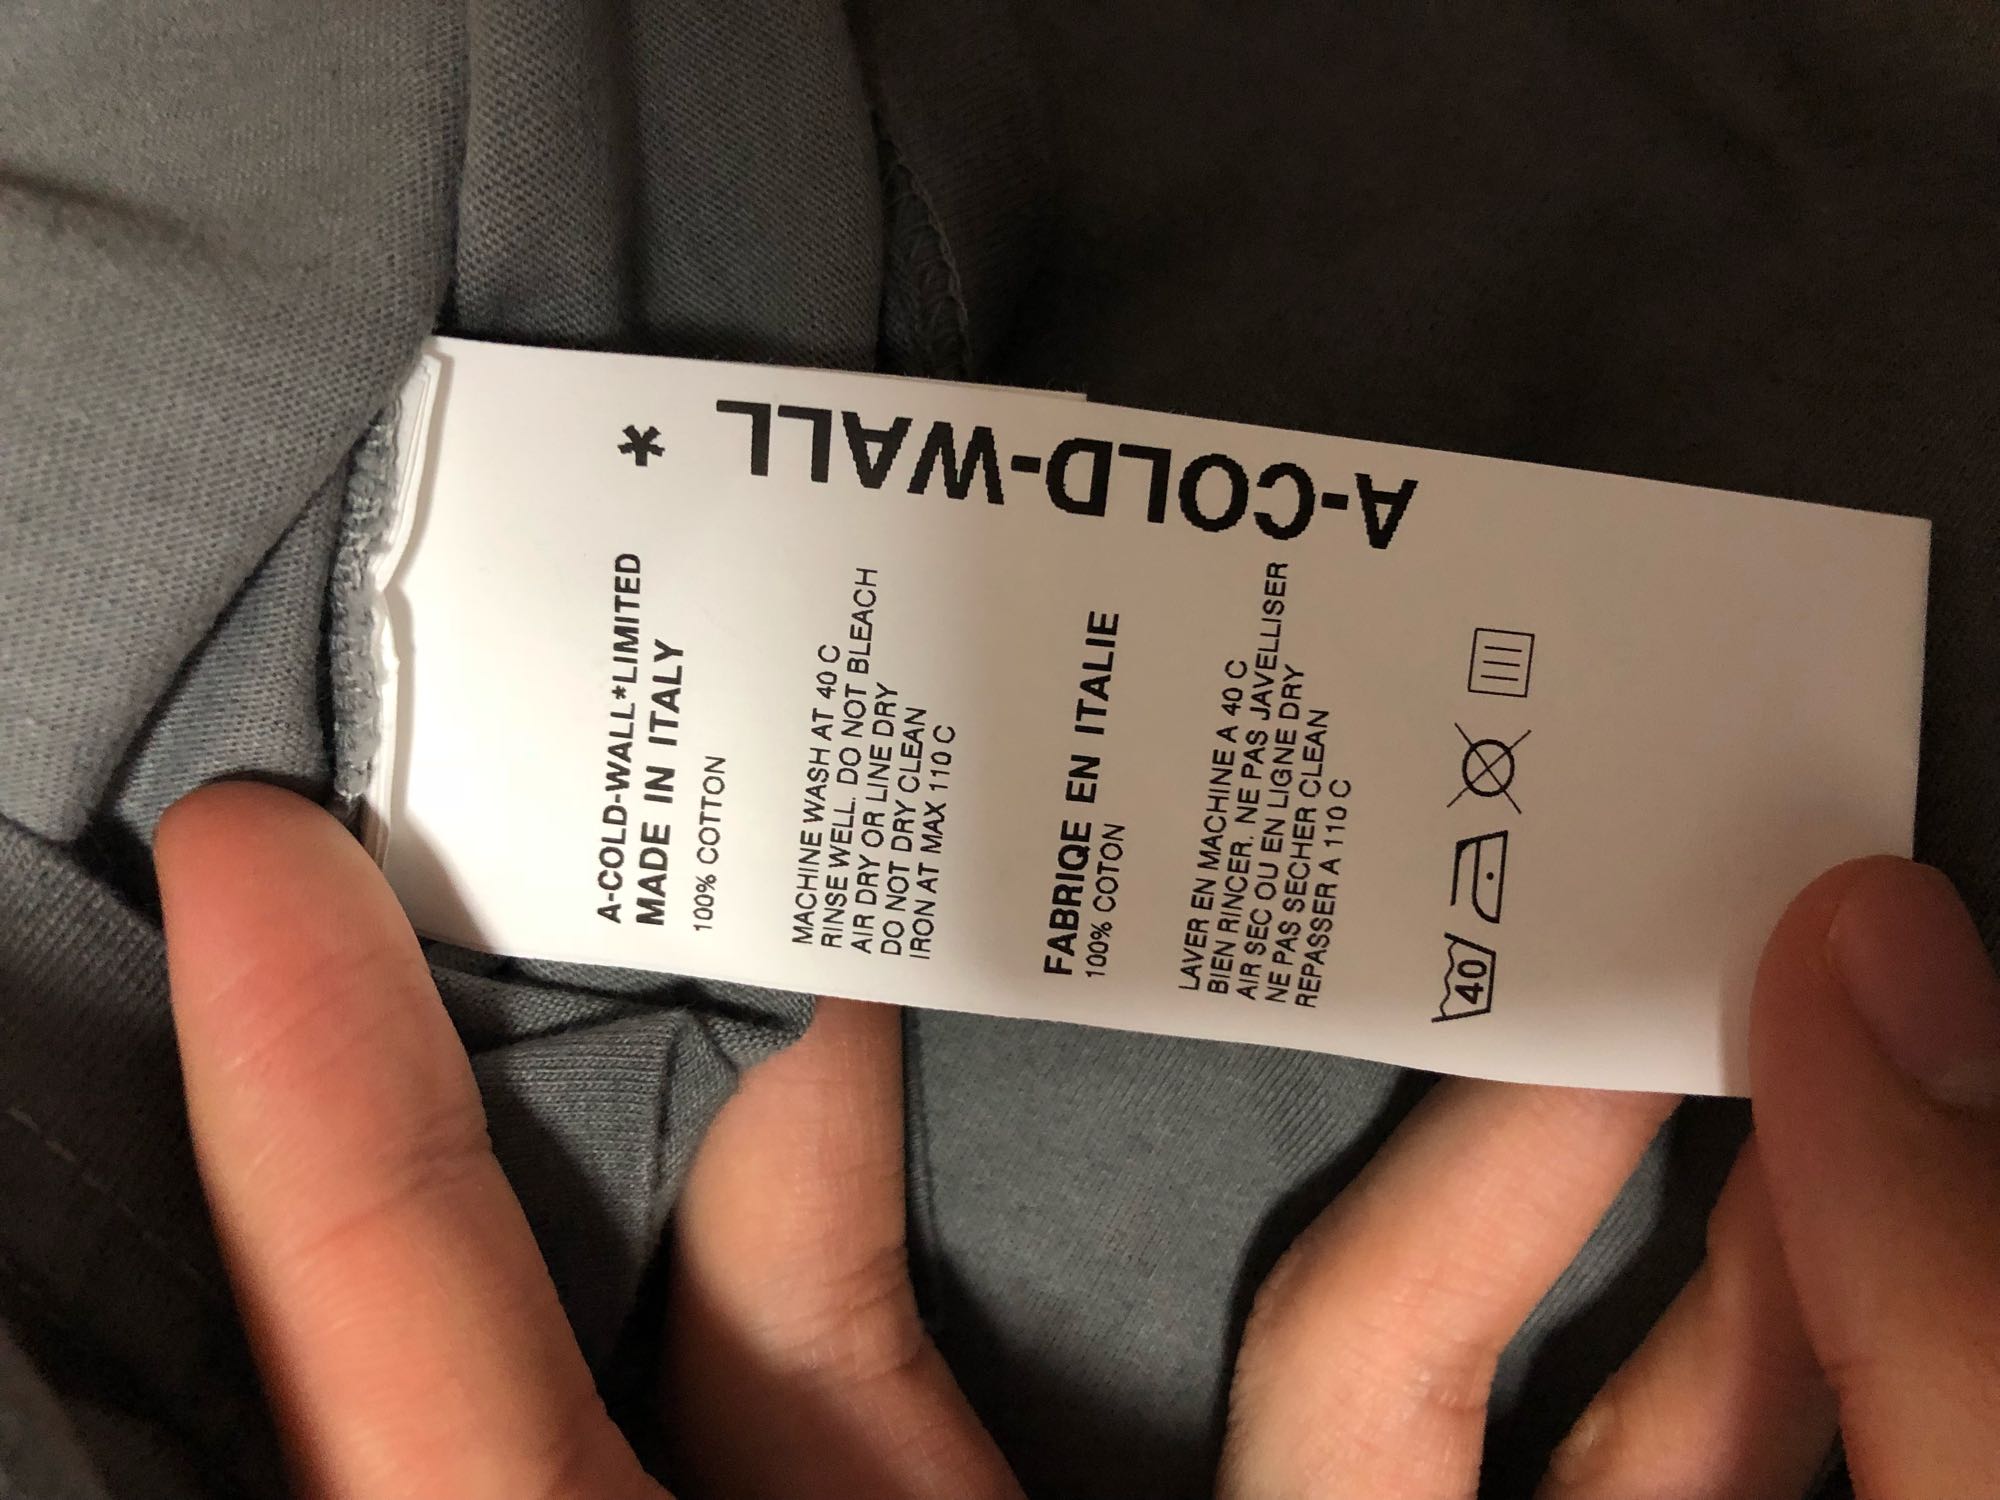 A-COLD-WALL*LIMITED
MADE IN ITALY
100% COTTON
MACHINE WASH AT 40 C
RINSE WELL. DO NOT BLEACH
AIR DRY OR LINE DRY
DO NOT DRY CLEAN
IRON AT MAX 110 C
FABRIQE EN ITALIE
100% COTON
LAVER EN MACHINE A 40 C
BIEN RINCER. NE PAS JAVELLISER
AIR SEC OU EN LIGNE DRY
NE PAS SECHER CLEAN
REPASSER A 110 C
40
A-COLD-WALL *